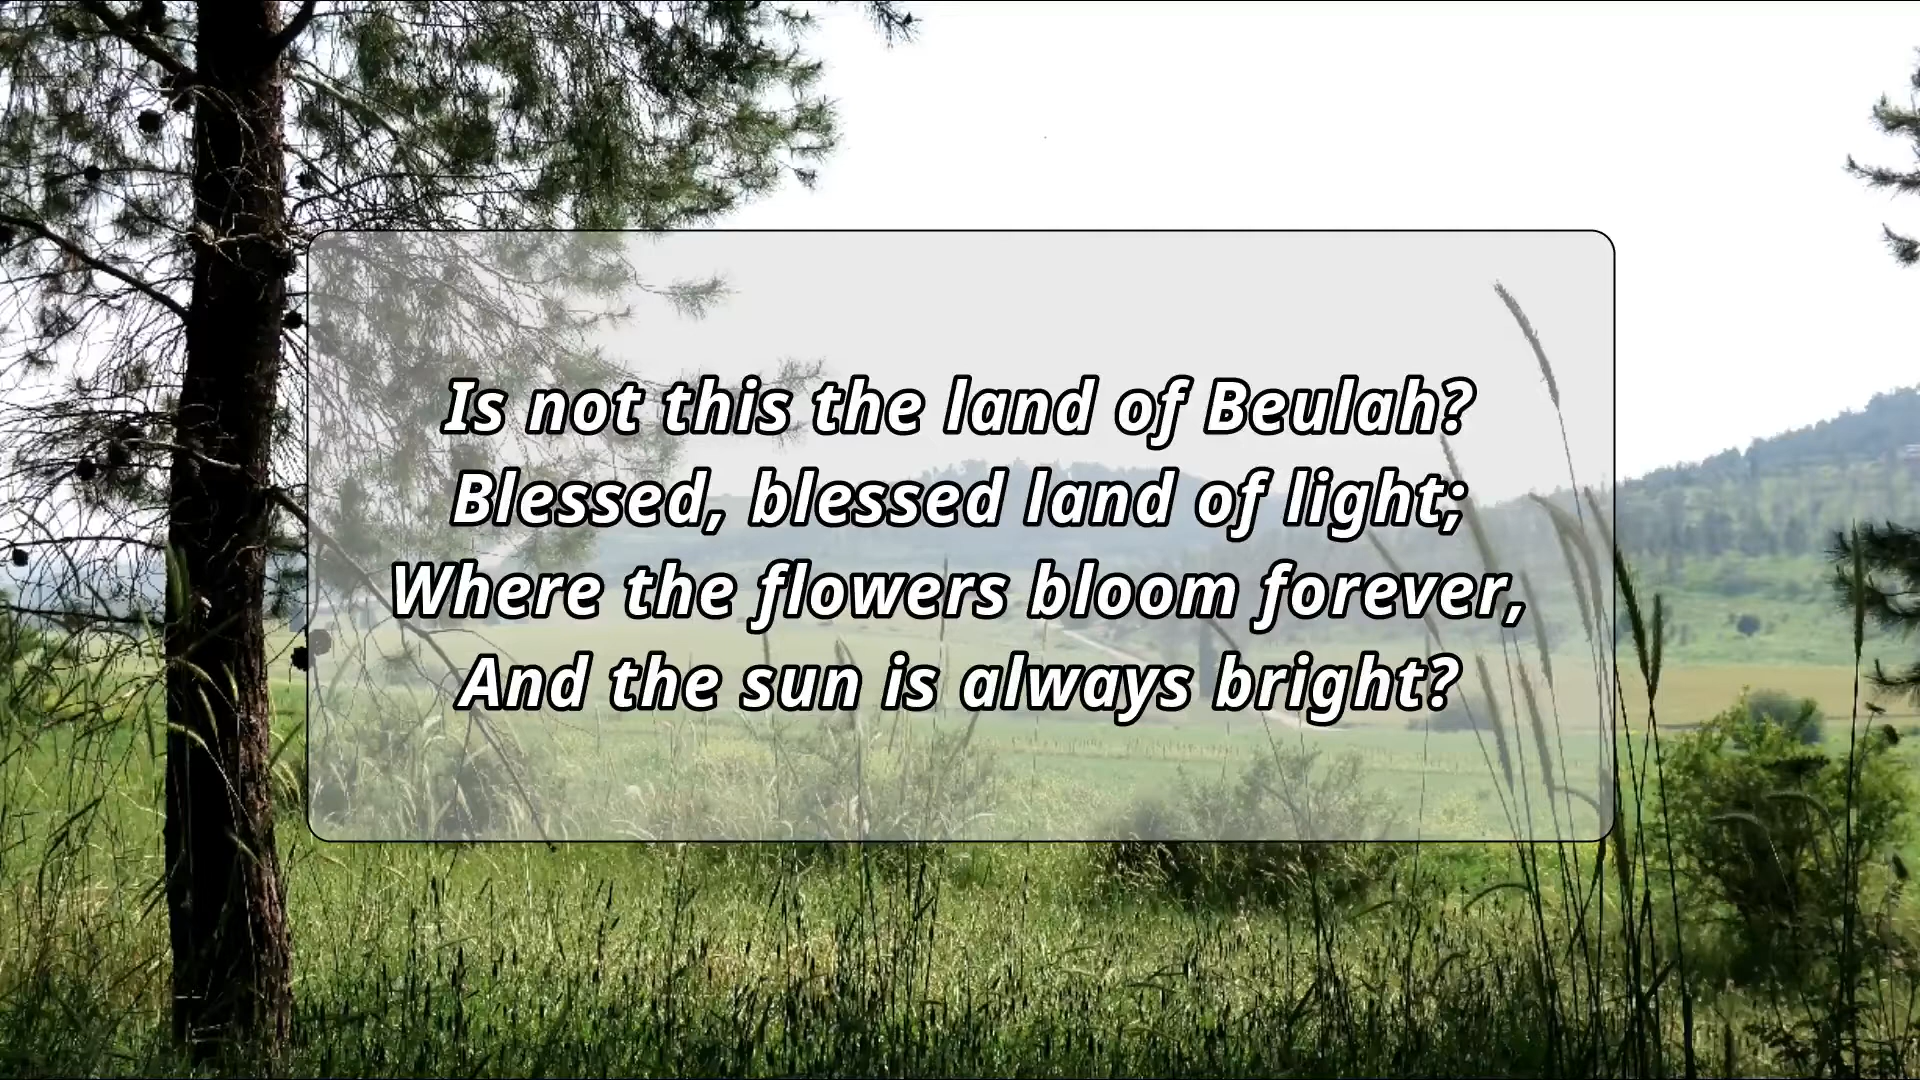 Is not this the land of Beulah?
Blessed, blessed land of light;
Where the flowers bloom forever,
And the sun is always bright?